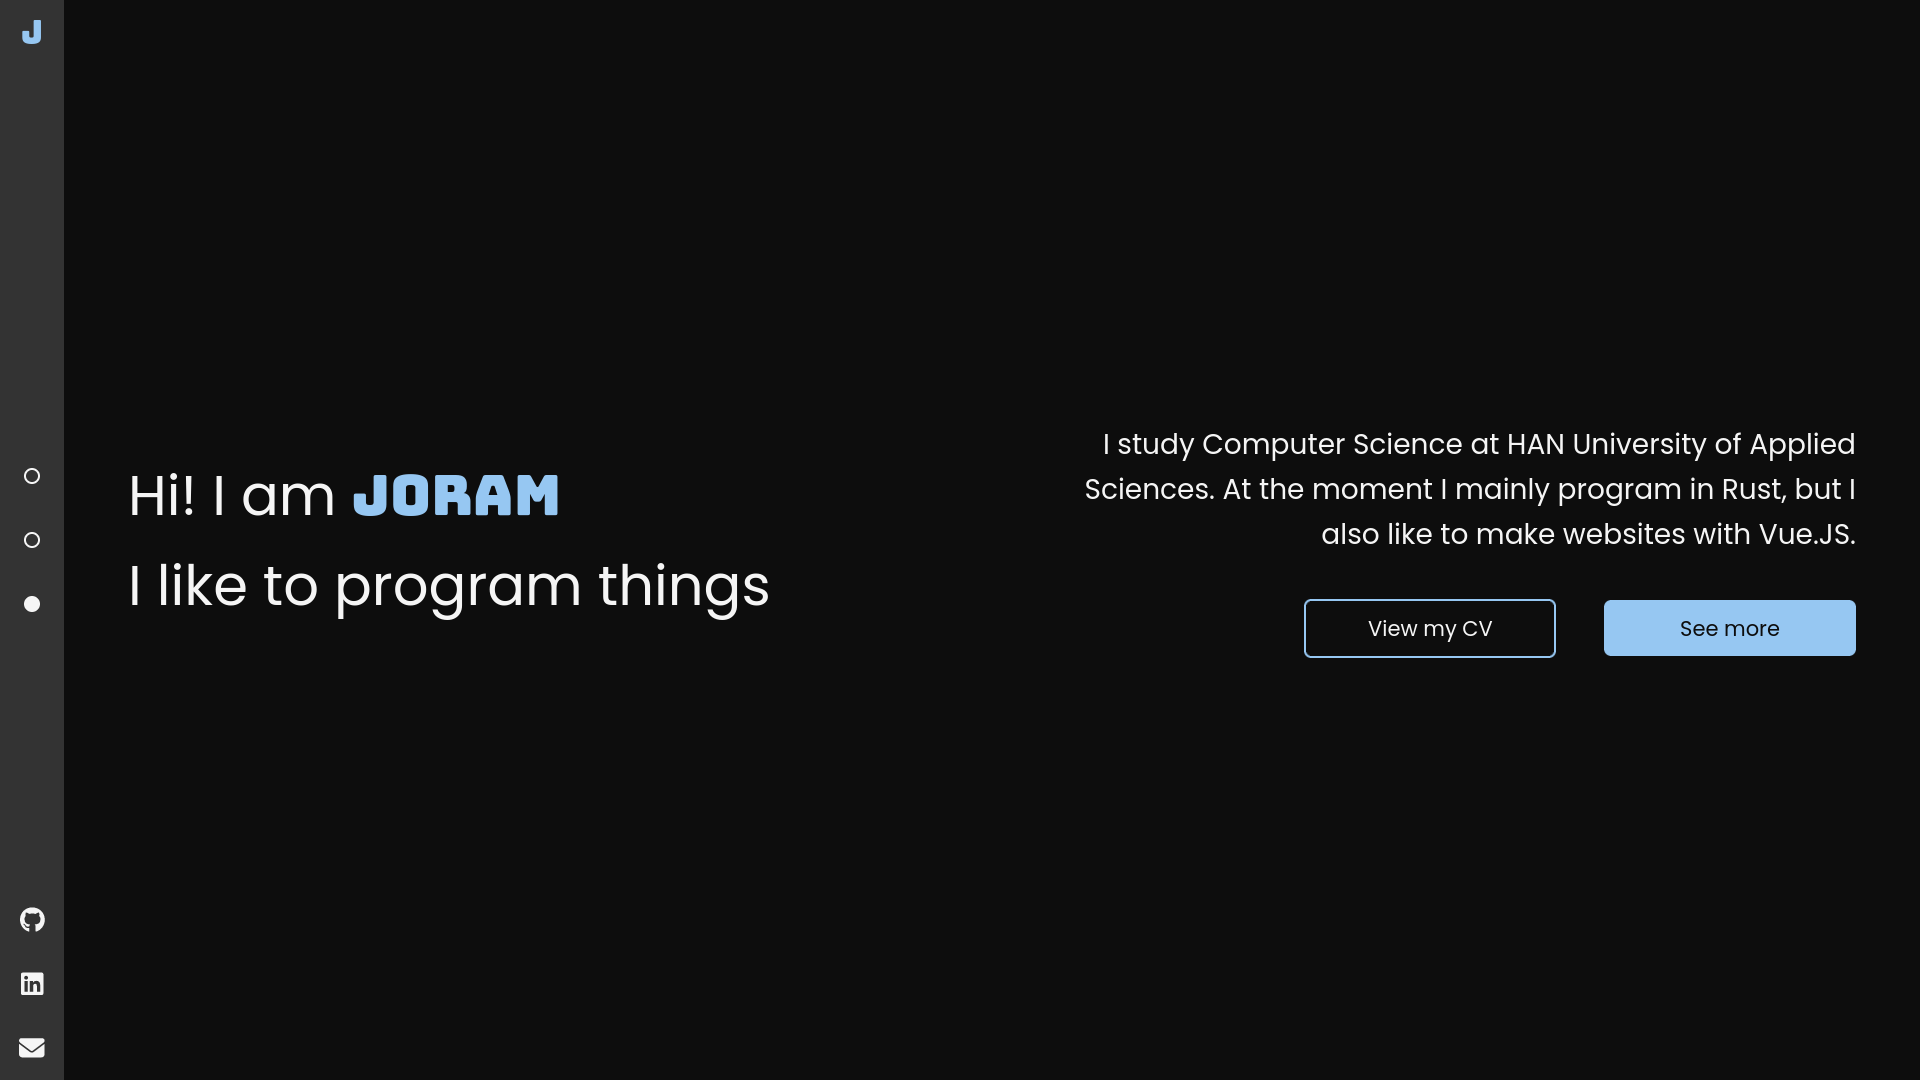 J
Hi! I am JORAM
I like to program things
I study Computer Science at HAN University of Applied
Sciences. At the moment I mainly program in Rust, but I
also like to make websites with Vue.JS.
View my CV
See more
in